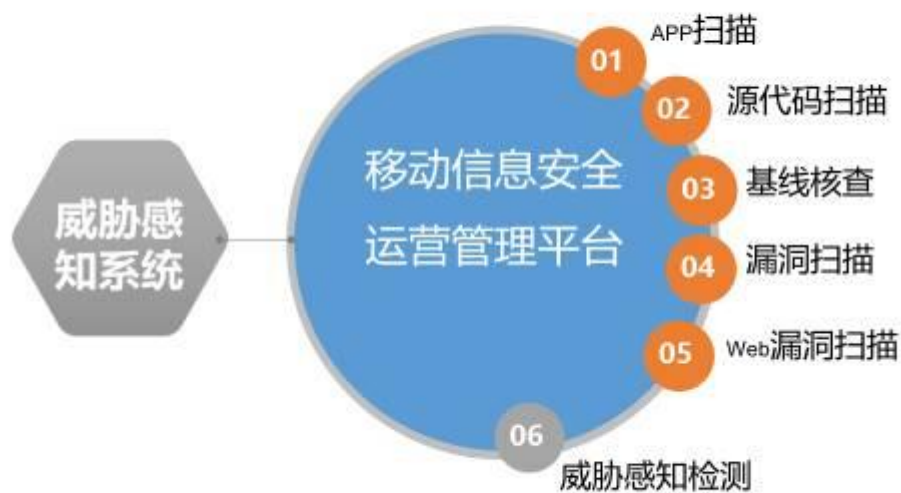 威胁感
知系统
移动信息安全
运营管理平台
01
APP扫描
02
源代码扫描
03
基线核查
04
漏洞扫描
05
Web漏洞扫描
06
威胁感知检测